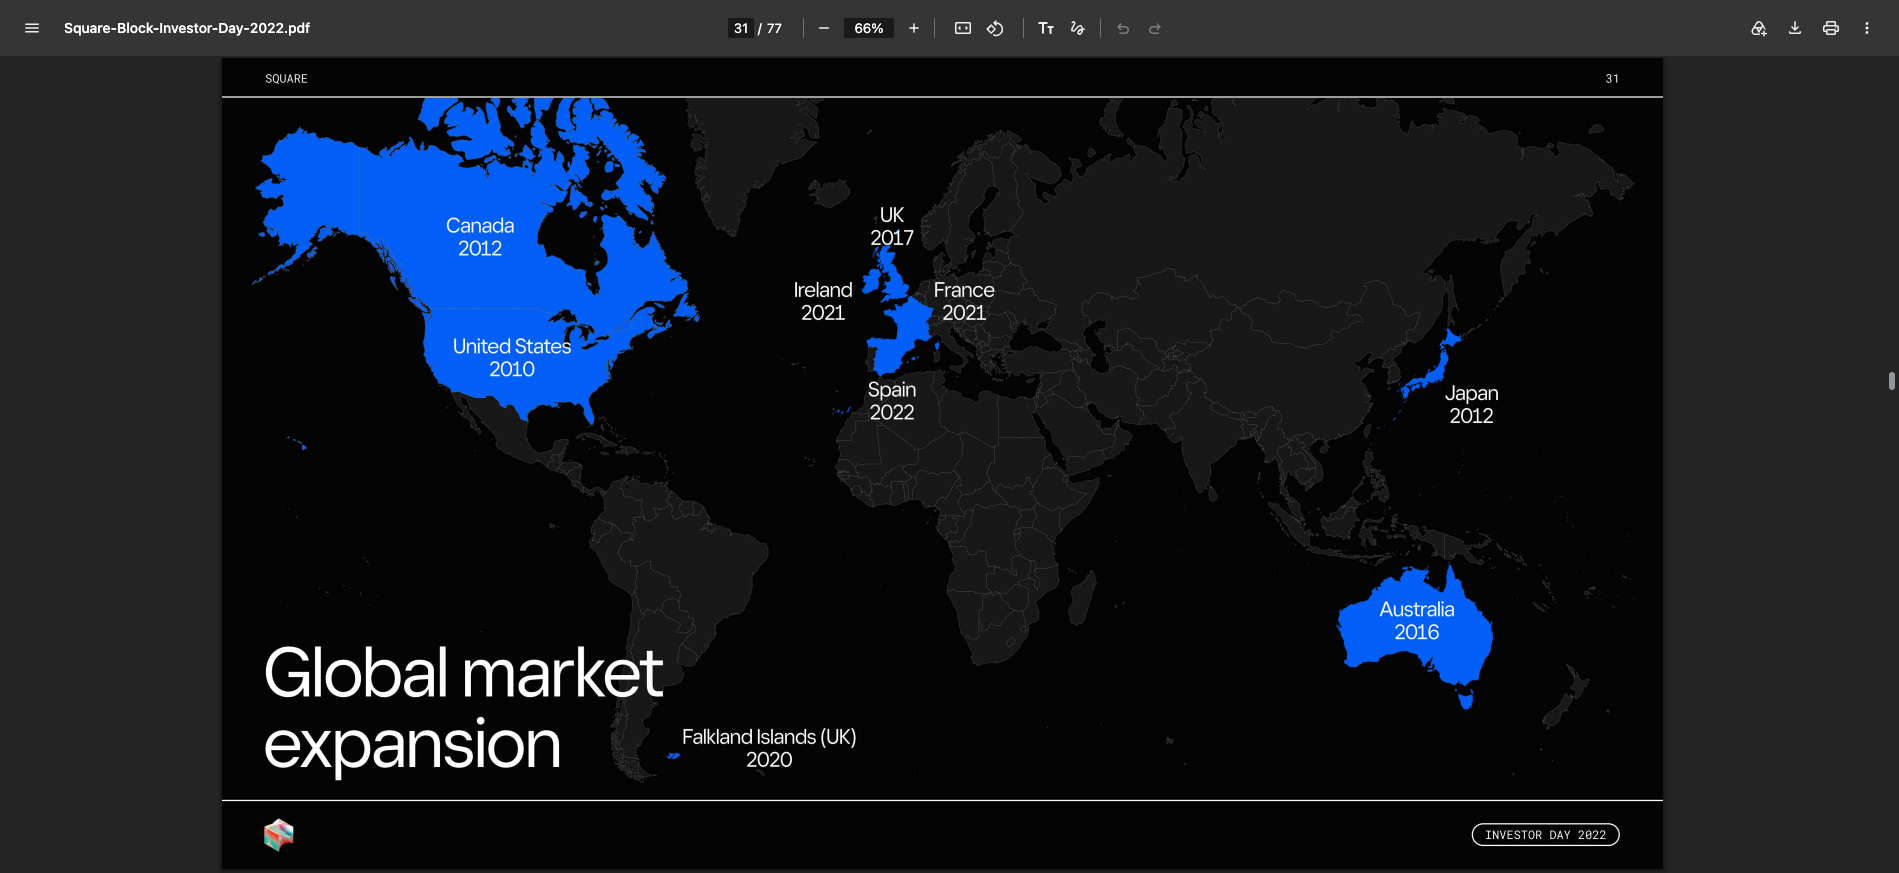 Square-Block-Investor-Day-2022.pdf
31 / 77
66%
SQUARE
31
Canada
2012
United States
2010
UK
2017
Ireland
2021
France
2021
Spain
2022
Japan
2012
Australia
2016
Falkland Islands (UK)
2020
Global market
expansion
INVESTOR DAY 2022